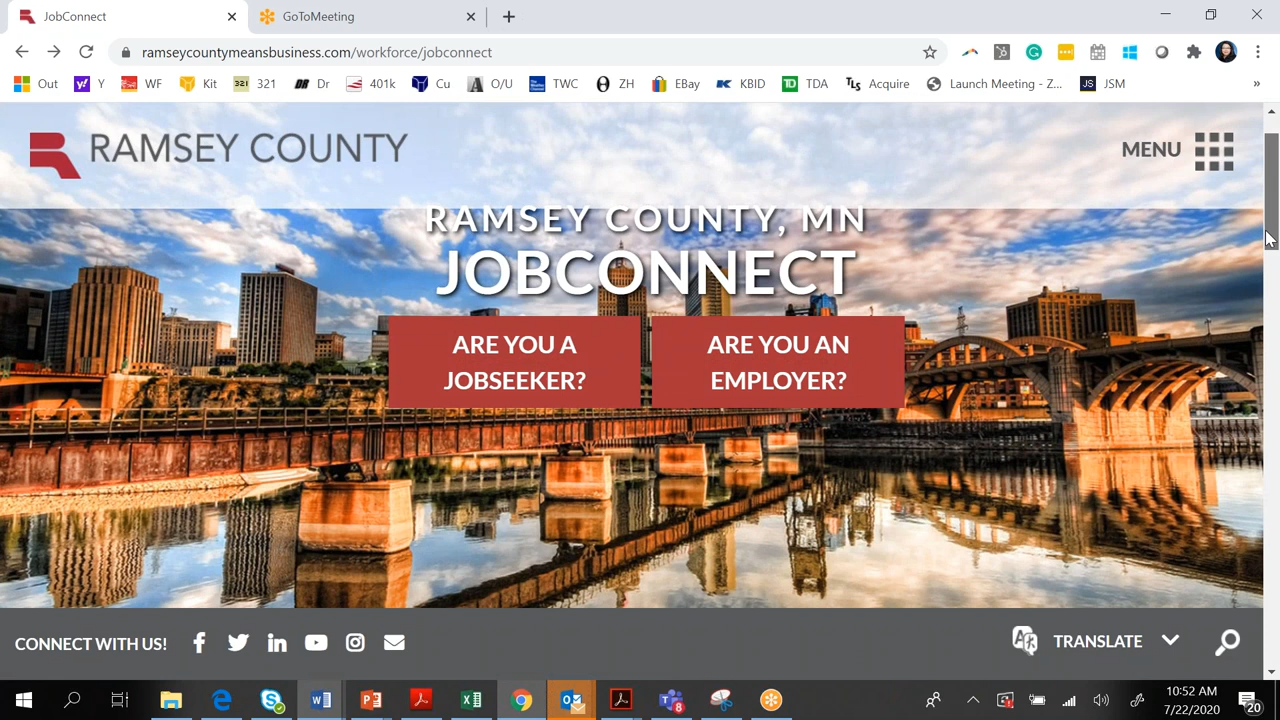 JobConnect
GoToMeeting
ramseycountymeansbusiness.com/workforce/jobconnect
Out Y WF Kit 321 Dr 401k Cu O/U TWC ZH EBay KBID TDA Acquire Launch Meeting - Z... JSM »
RAMSEY COUNTY
MENU
RAMSEY COUNTY, MN
JOBCONNECT
ARE YOU A
JOBSEEKER?
ARE YOU AN
EMPLOYER?
CONNECT WITH US!
TRANSLATE
10:52 AM
7/22/2020
8
20